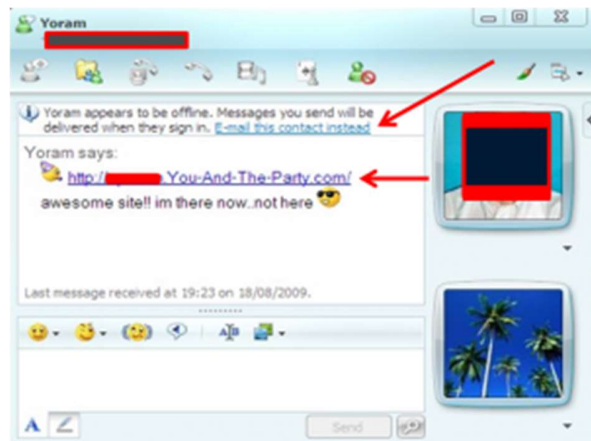 Yoram
Yoram appears to be offline. Messages you send will be
delivered when they sign in. E-mail this contact instead
Yoram says:
http:/ .You-And-The-Party.com/
awesome site!! im there now..not here
Last message received at 19:23 on 18/08/2009.
A B
A
Send